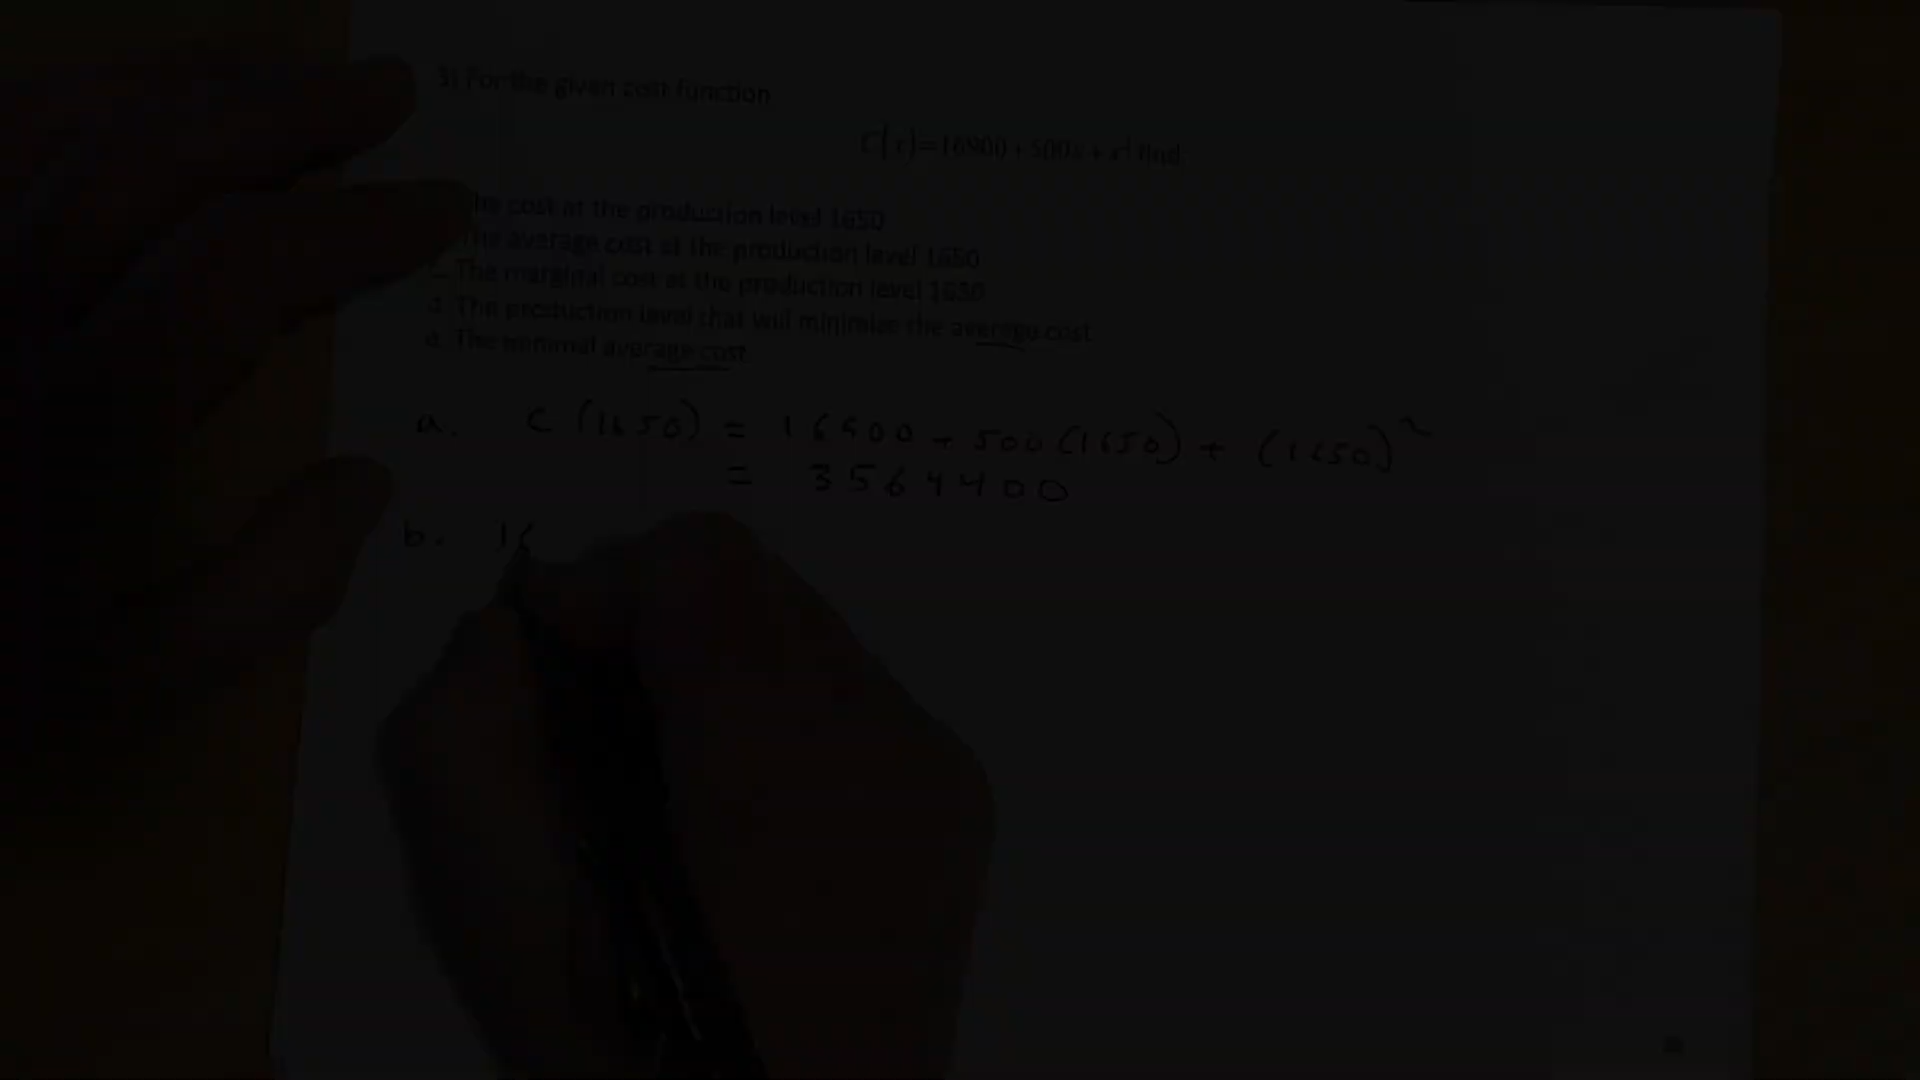 3) For the given cost function
C(x)=16900+500x+x² find
the cost at the production level 1650
The average cost at the production level 1650
The marginal cost at the production level 1650
d. The production level that will minimize the average cost
e. The minimal average cost
a. C(1650) = 16900 + 500(1650) + (1650)²
= 3564400
b. 16